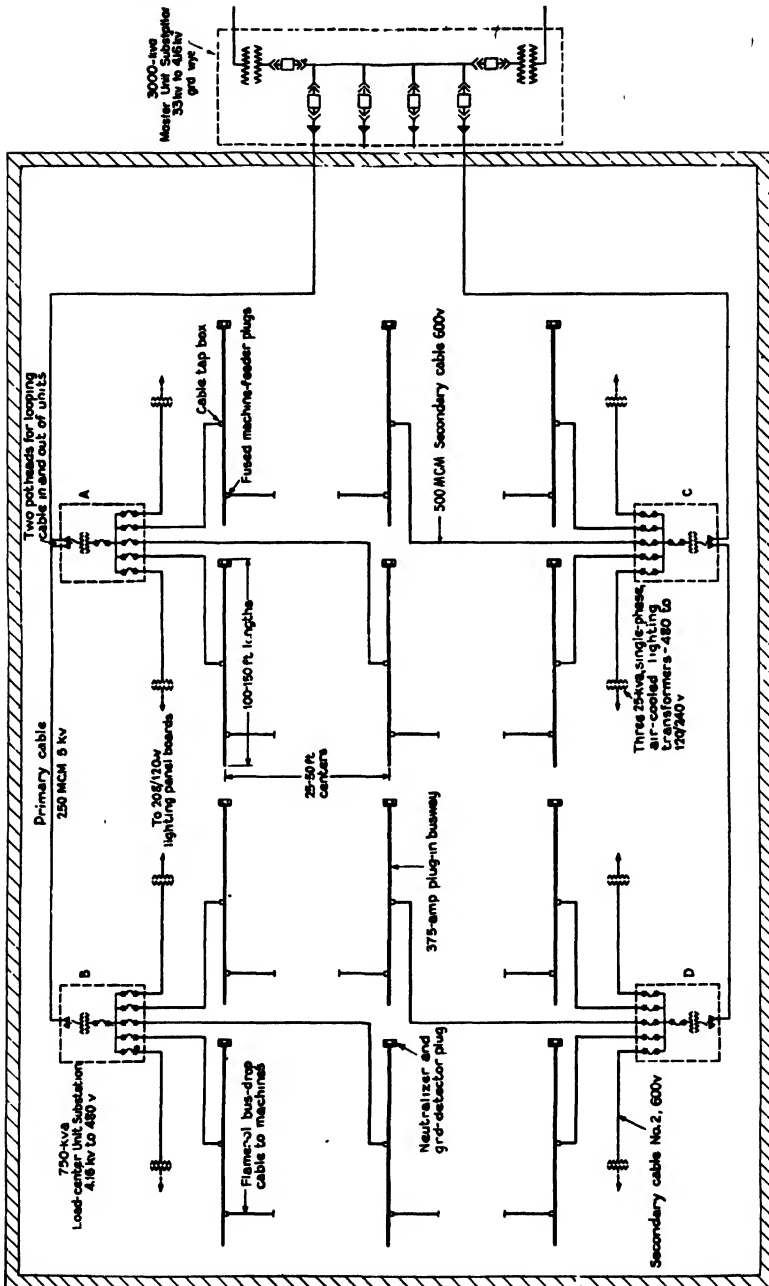 3000-kva
Master Unit Substation
33 kv to 4.16 kv
grd wye
Two potheads for looping
cable in and out of units
A
Cable tap box
Fused machine-feeder plugs
Primary cable
250 MCM 5 kv
To 208/120-v
lighting panel boards
100-150 ft lengths
25-50 ft
centers
500 MCM Secondary cable 600v
C
Three 25-kva, single-phase,
air-cooled lighting
transformers-480 to
120/240 v
B
750-kva
Load-center Unit Substation
4.16 kv to 480 v
375-amp plug-in busway
D
Flamenol bus-drop
cable to machines
Neutralizer and
grd-detector plug
Secondary cable No.2, 600v